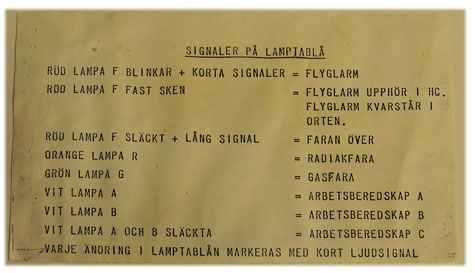 SIGNALER PÅ LAMPTABLÅ
RÖD LAMPA F BLINKAR + KORTA SIGNALER = FLYGLARM
RÖD LAMPA F FAST SKEN = FLYGLARM UPPHÖR I HC.
FLYGLARM KVARSTÅR I
ORTEN.
RÖD LAMPA F SLÄCKT + LÅNG SIGNAL = FARAN ÖVER
ORANGE LAMPA R = RADIAKFARA
GRÖN LAMPA G = GASFARA
VIT LAMPA A = ARBETSBEREDSKAP A
VIT LAMPA B = ARBETSBEREDSKAP B
VIT LAMPA A OCH B SLÄCKTA = ARBETSBEREDSKAP C
VARJE ÄNDRING I LAMPTABLÅN MARKERAS MED KORT LJUDSIGNAL